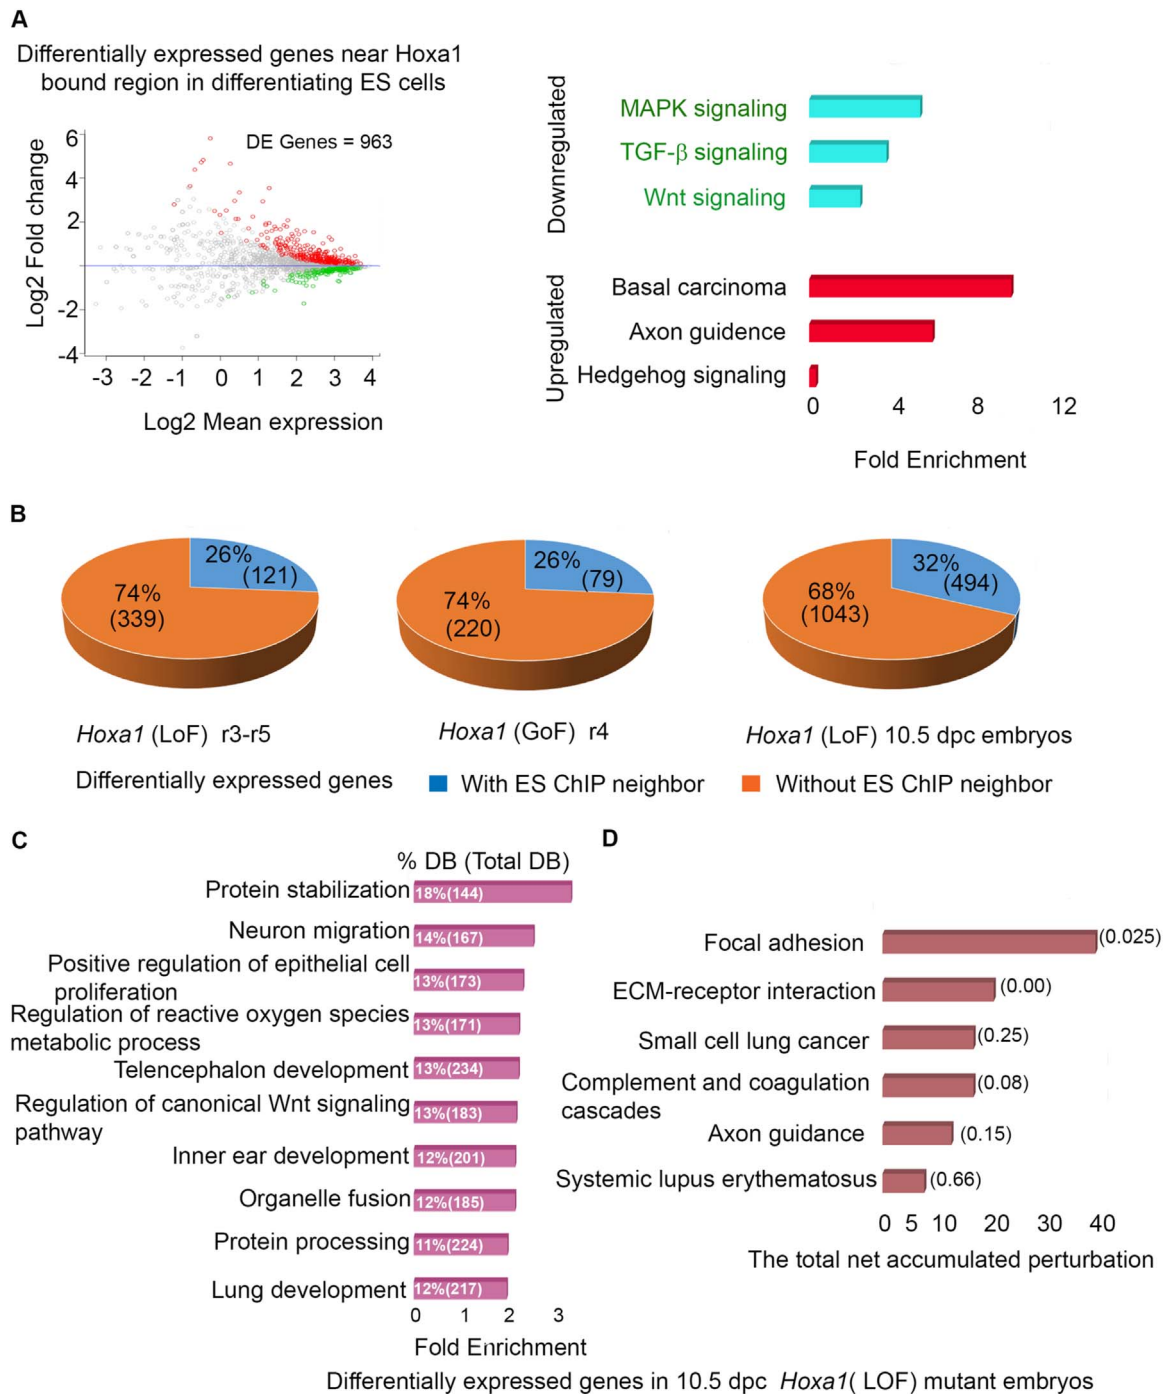 A
Differentially expressed genes near Hoxa1
bound region in differentiating ES cells
DE Genes = 963
Log2 Fold change
6
4
2
-2
-4
-3 -2 -1 0 1 2 3 4
Log2 Mean expression
Downregulated
MAPK signaling
TGF-β signaling
Wnt signaling
Upregulated
Basal carcinoma
Axon guidence
Hedgehog signaling
0 4 8 12
Fold Enrichment
B
26%
(121)
74%
(339)
Hoxa1 (LoF) r3-r5
26%
(79)
74%
(220)
Hoxa1 (GoF) r4
32%
(494)
68%
(1043)
Hoxa1 (LoF) 10.5 dpc embryos
Differentially expressed genes With ES ChIP neighbor Without ES ChIP neighbor
C
% DB (Total DB)
Protein stabilization 18%(144)
Neuron migration 14%(167)
Positive regulation of epithelial cell
proliferation 13%(173)
Regulation of reactive oxygen species
metabolic process 13%(171)
Telencephalon development 13%(234)
Regulation of canonical Wnt signaling
pathway 13%(183)
Inner ear development 12%(201)
Organelle fusion 12%(185)
Protein processing 11%(224)
Lung development 12%(217)
0 1 2 3
Fold Enrichment
D
Focal adhesion (0.025)
ECM-receptor interaction (0.00)
Small cell lung cancer (0.25)
Complement and coagulation (0.08)
cascades
Axon guidance (0.15)
Systemic lupus erythematosus (0.66)
0 5 10 20 30 40
The total net accumulated perturbation
Differentially expressed genes in 10.5 dpc Hoxa1( LOF) mutant embryos